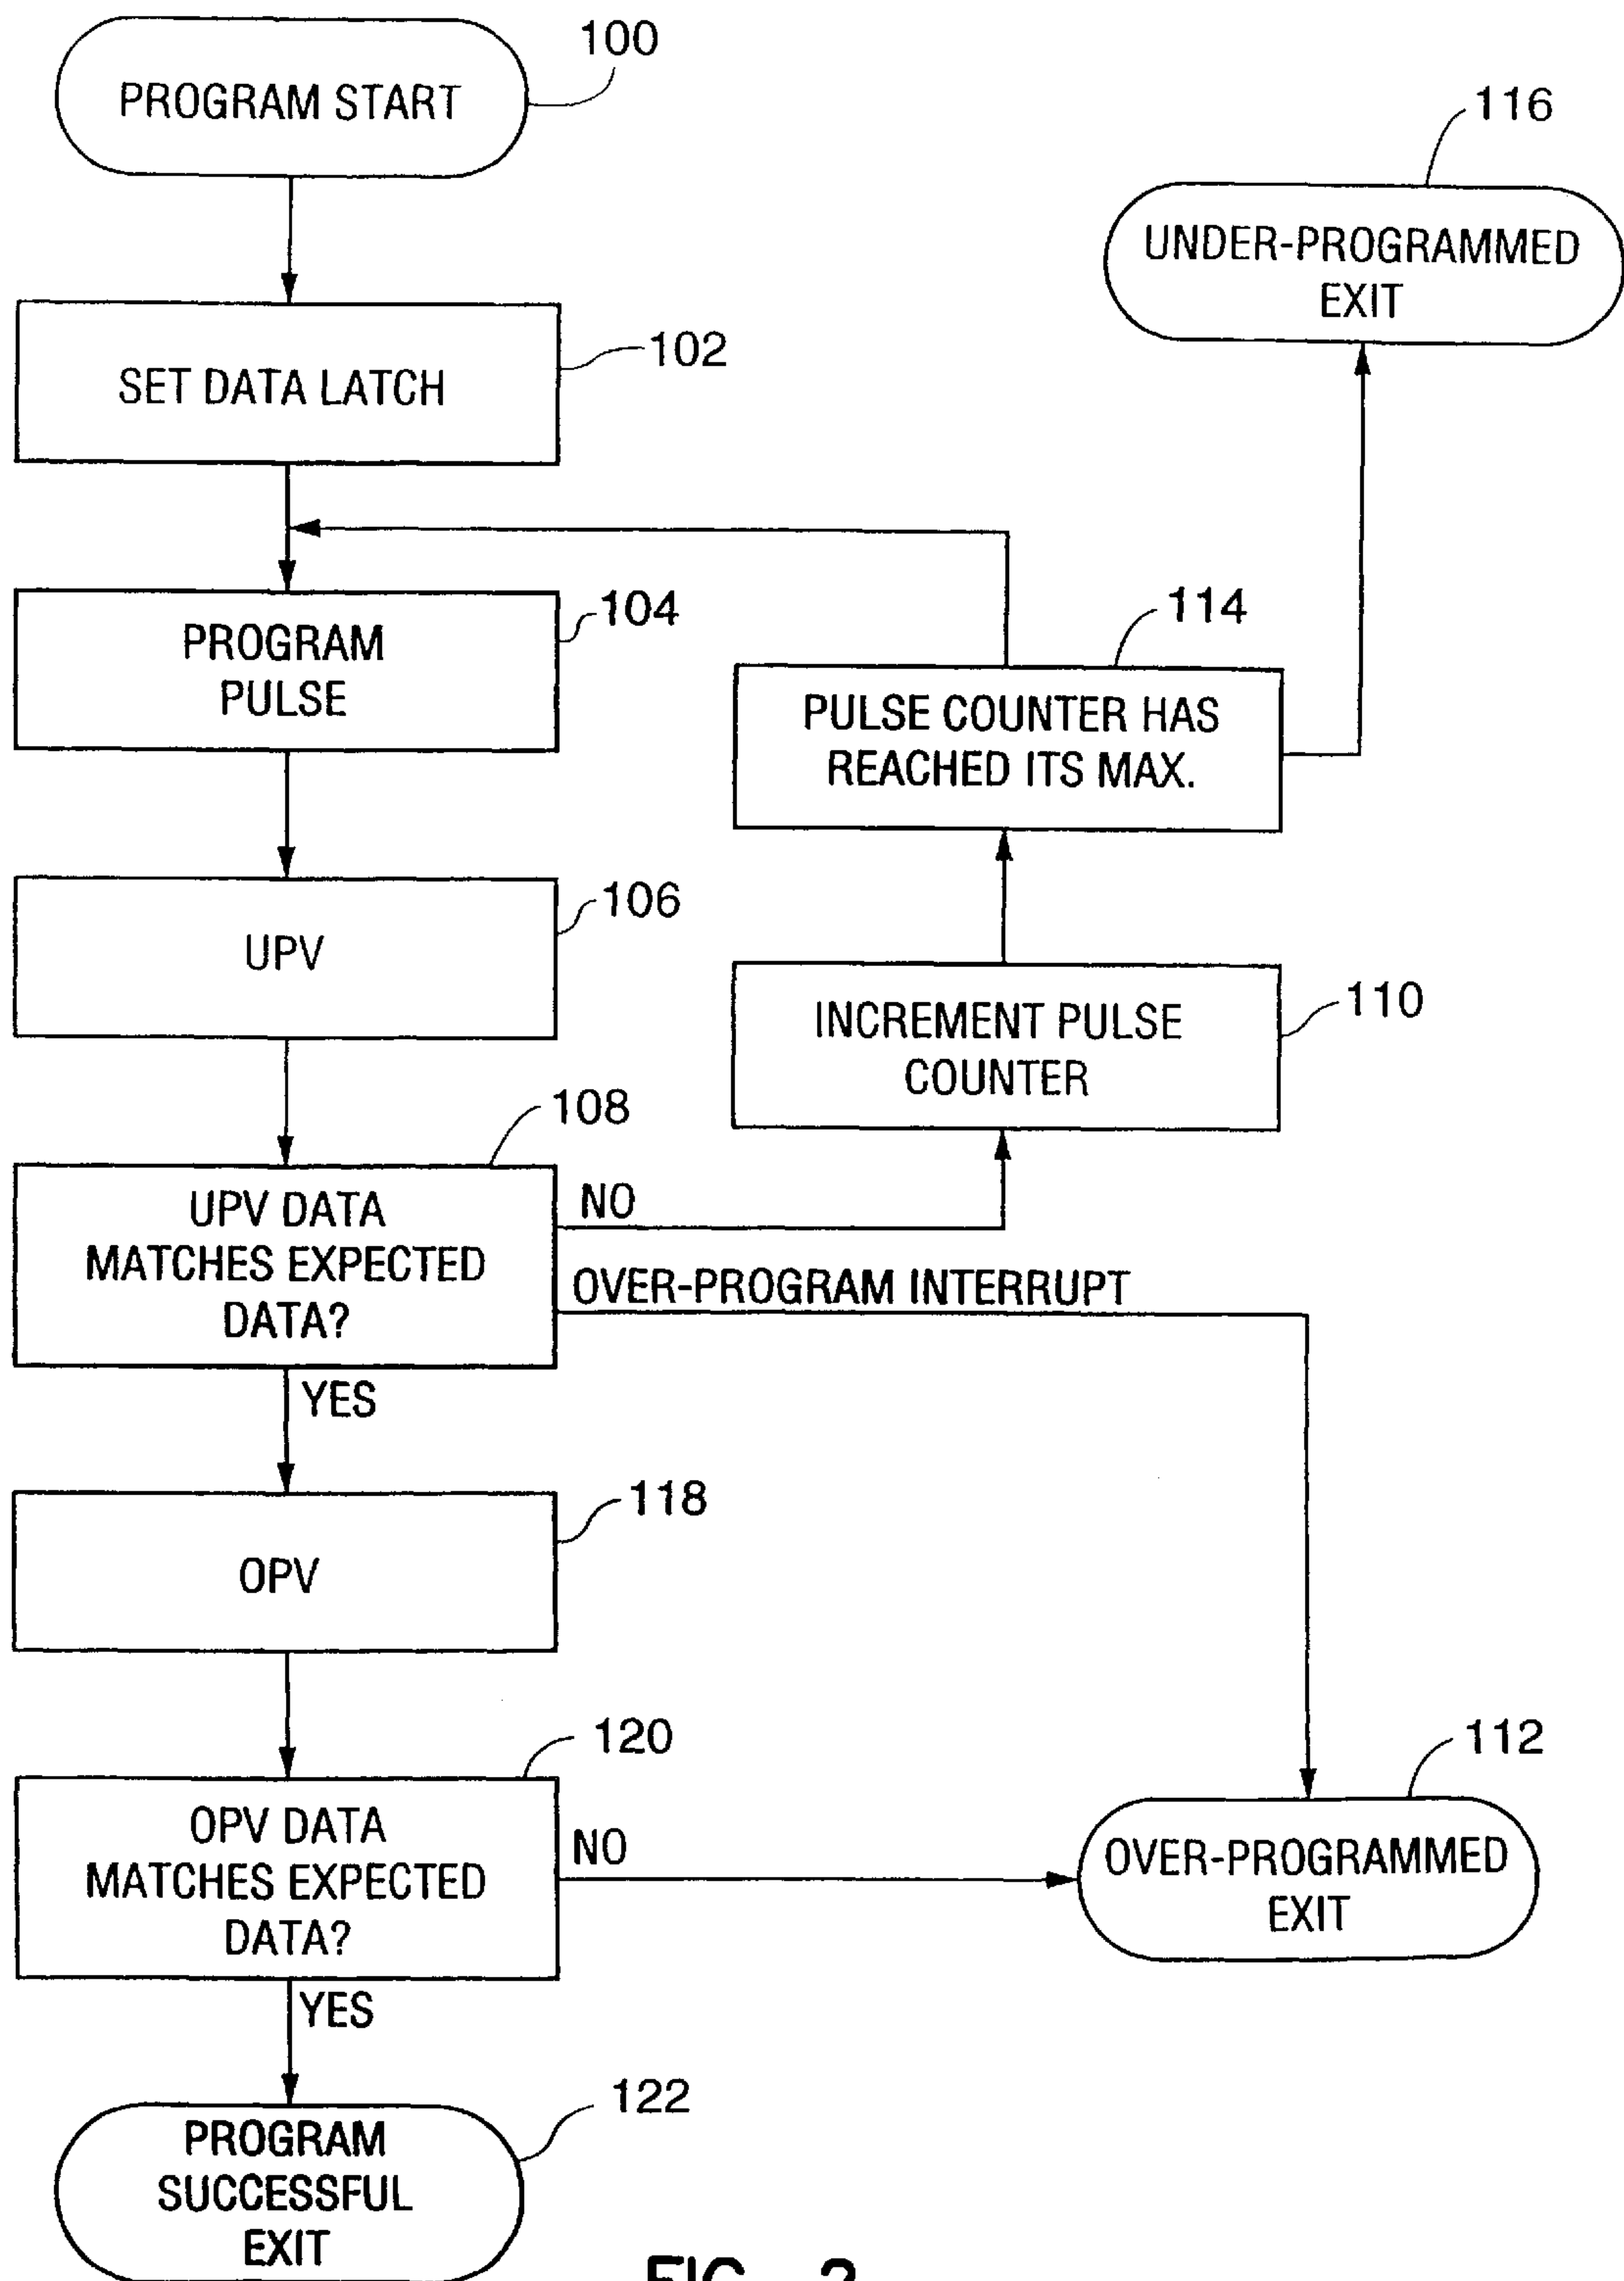 PROGRAM START
100
116
UNDER-PROGRAMMED
EXIT
SET DATA LATCH
102
PROGRAM
PULSE
104
114
PULSE COUNTER HAS
REACHED ITS MAX.
UPV
106
INCREMENT PULSE
COUNTER
110
108
UPV DATA
MATCHES EXPECTED
DATA?
NO
OVER-PROGRAM INTERRUPT
YES
OPV
118
120
OPV DATA
MATCHES EXPECTED
DATA?
NO
112
OVER-PROGRAMMED
EXIT
YES
122
PROGRAM
SUCCESSFUL
EXIT